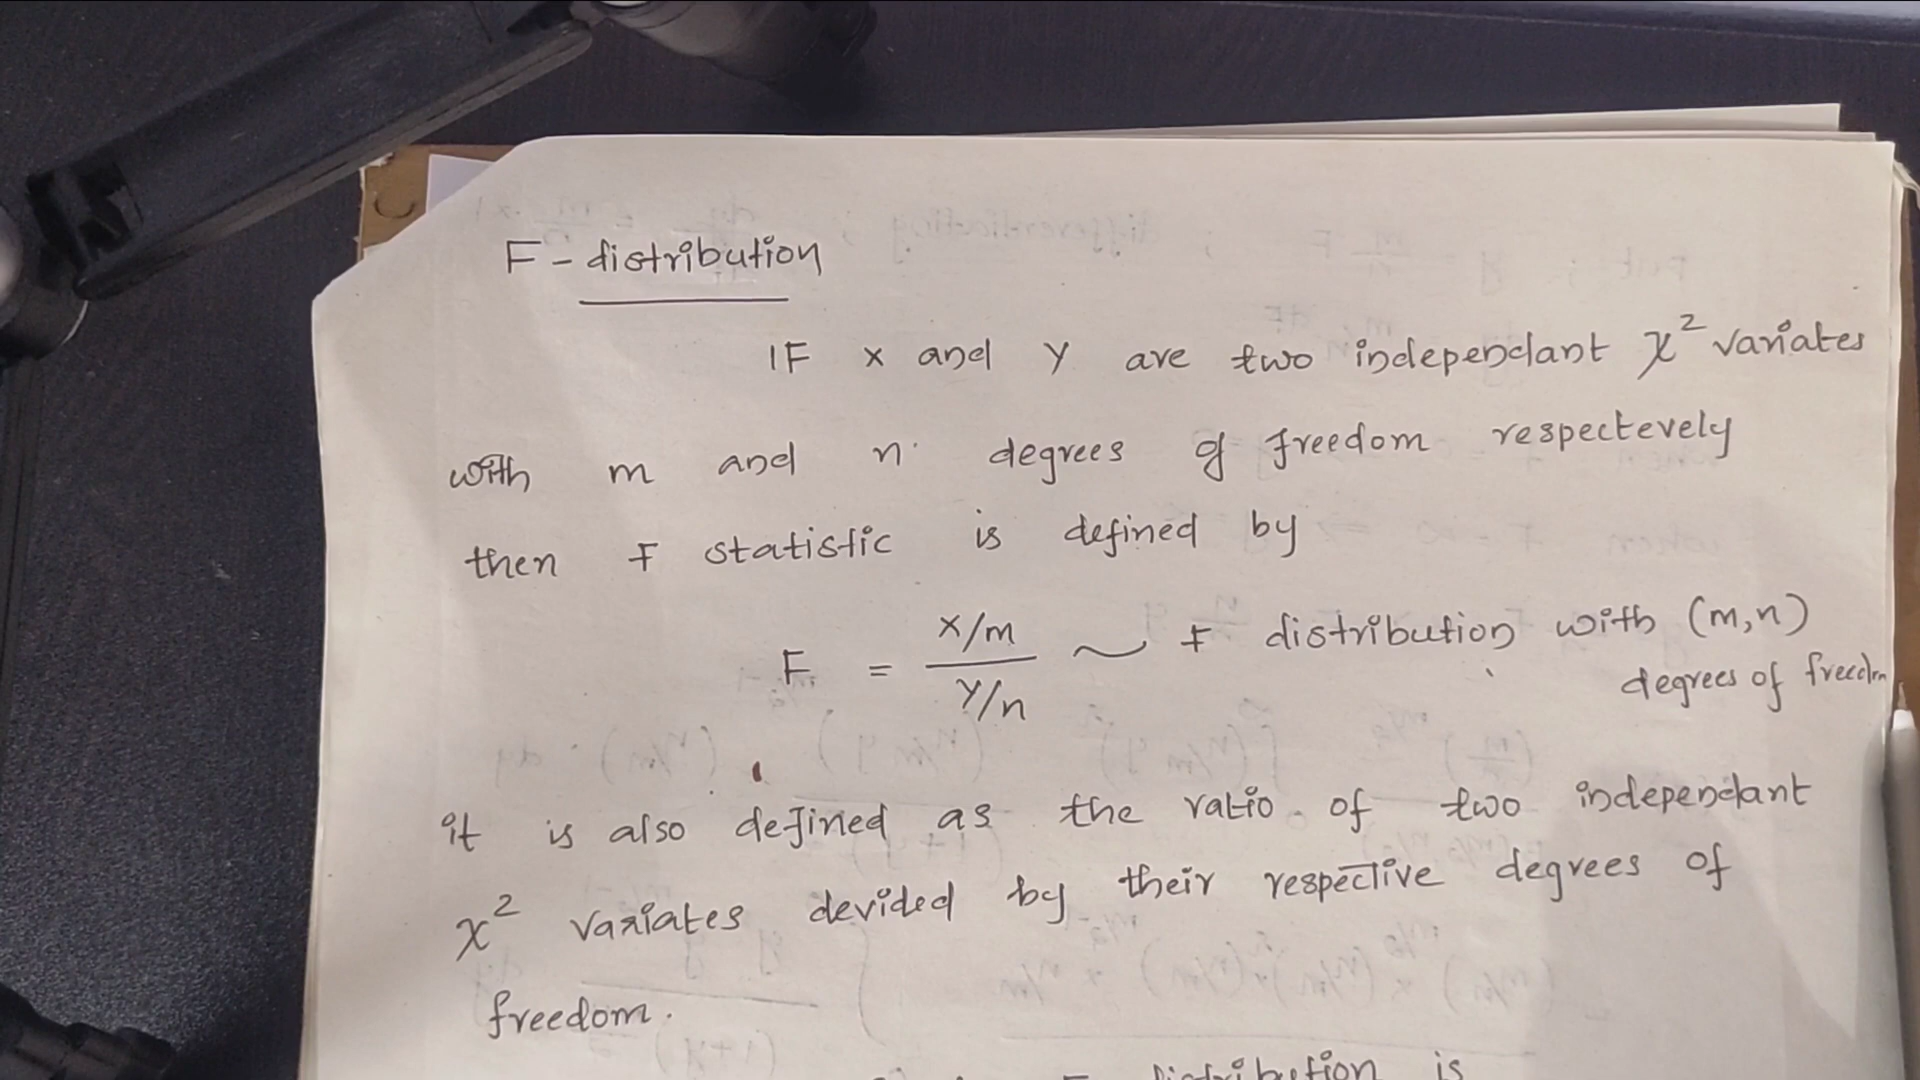 F-distribution
IF x and y are two independant χ² variates
with m and n degrees of freedom respectevely
then F statistic is defined by
F = (X/m)/(Y/n) ~ F distribution with (m,n)
degrees of freedom
it is also defined as the ratio of two independant
χ² variates devided by their respective degrees of
freedom.
Distribution is